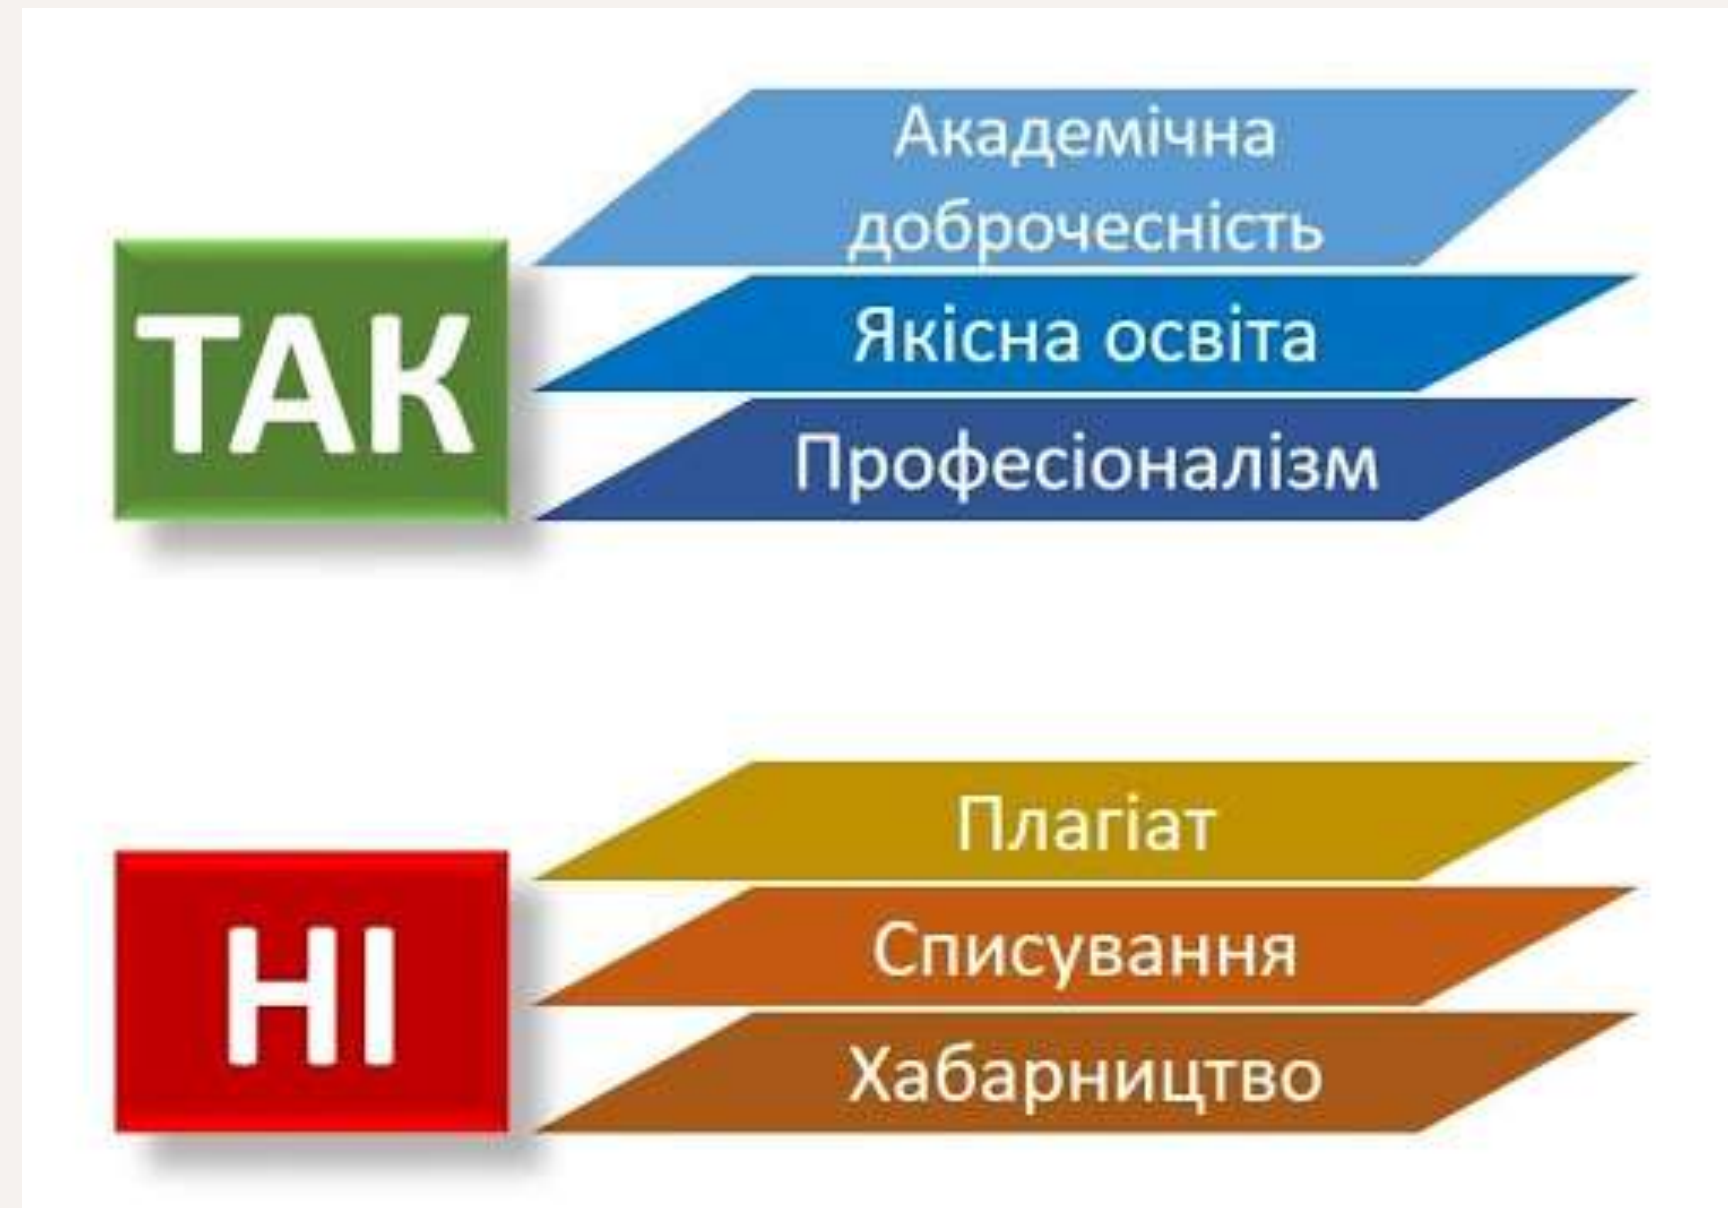 ТАК
Академічна
доброчесність
Якісна освіта
Професіоналізм
НІ
Плагіат
Списування
Хабарництво